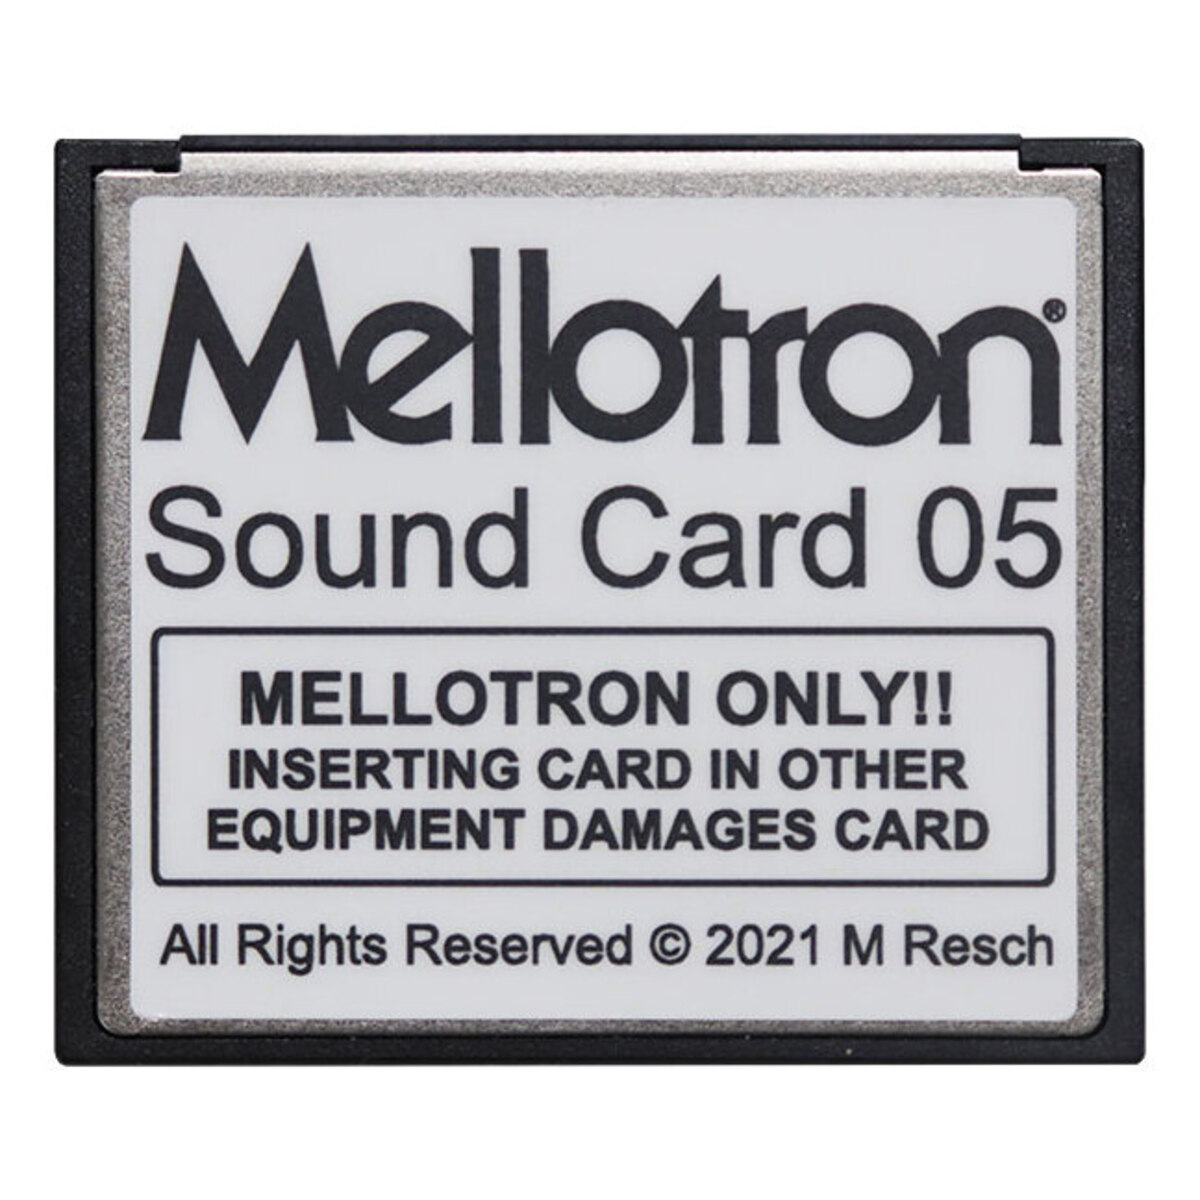 Mellotron®
Sound Card 05
MELLOTRON ONLY!!
INSERTING CARD IN OTHER
EQUIPMENT DAMAGES CARD
All Rights Reserved © 2021 M Resch